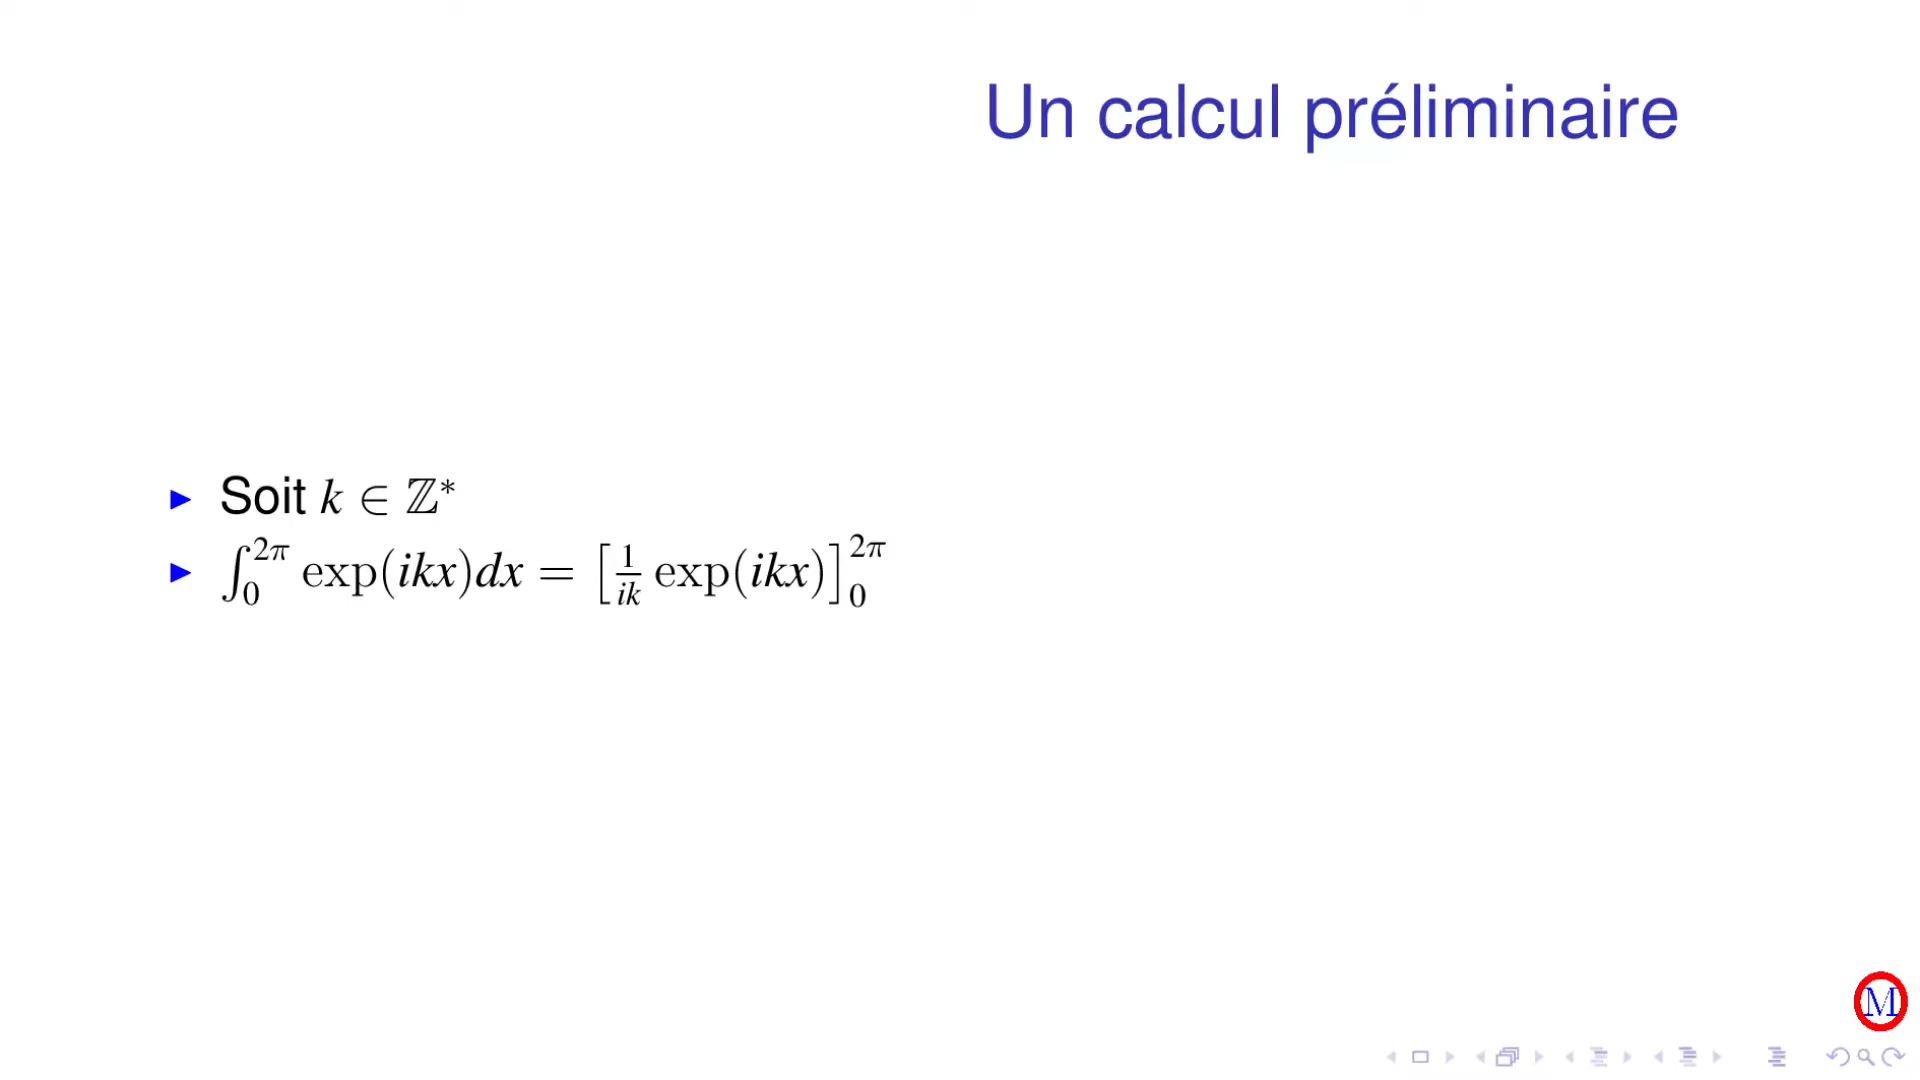 Un calcul préliminaire
▶ Soit k ∈ ℤ*
▶ ∫₀^{2π} exp(ikx)dx = [1/ik exp(ikx)]₀^{2π}
M